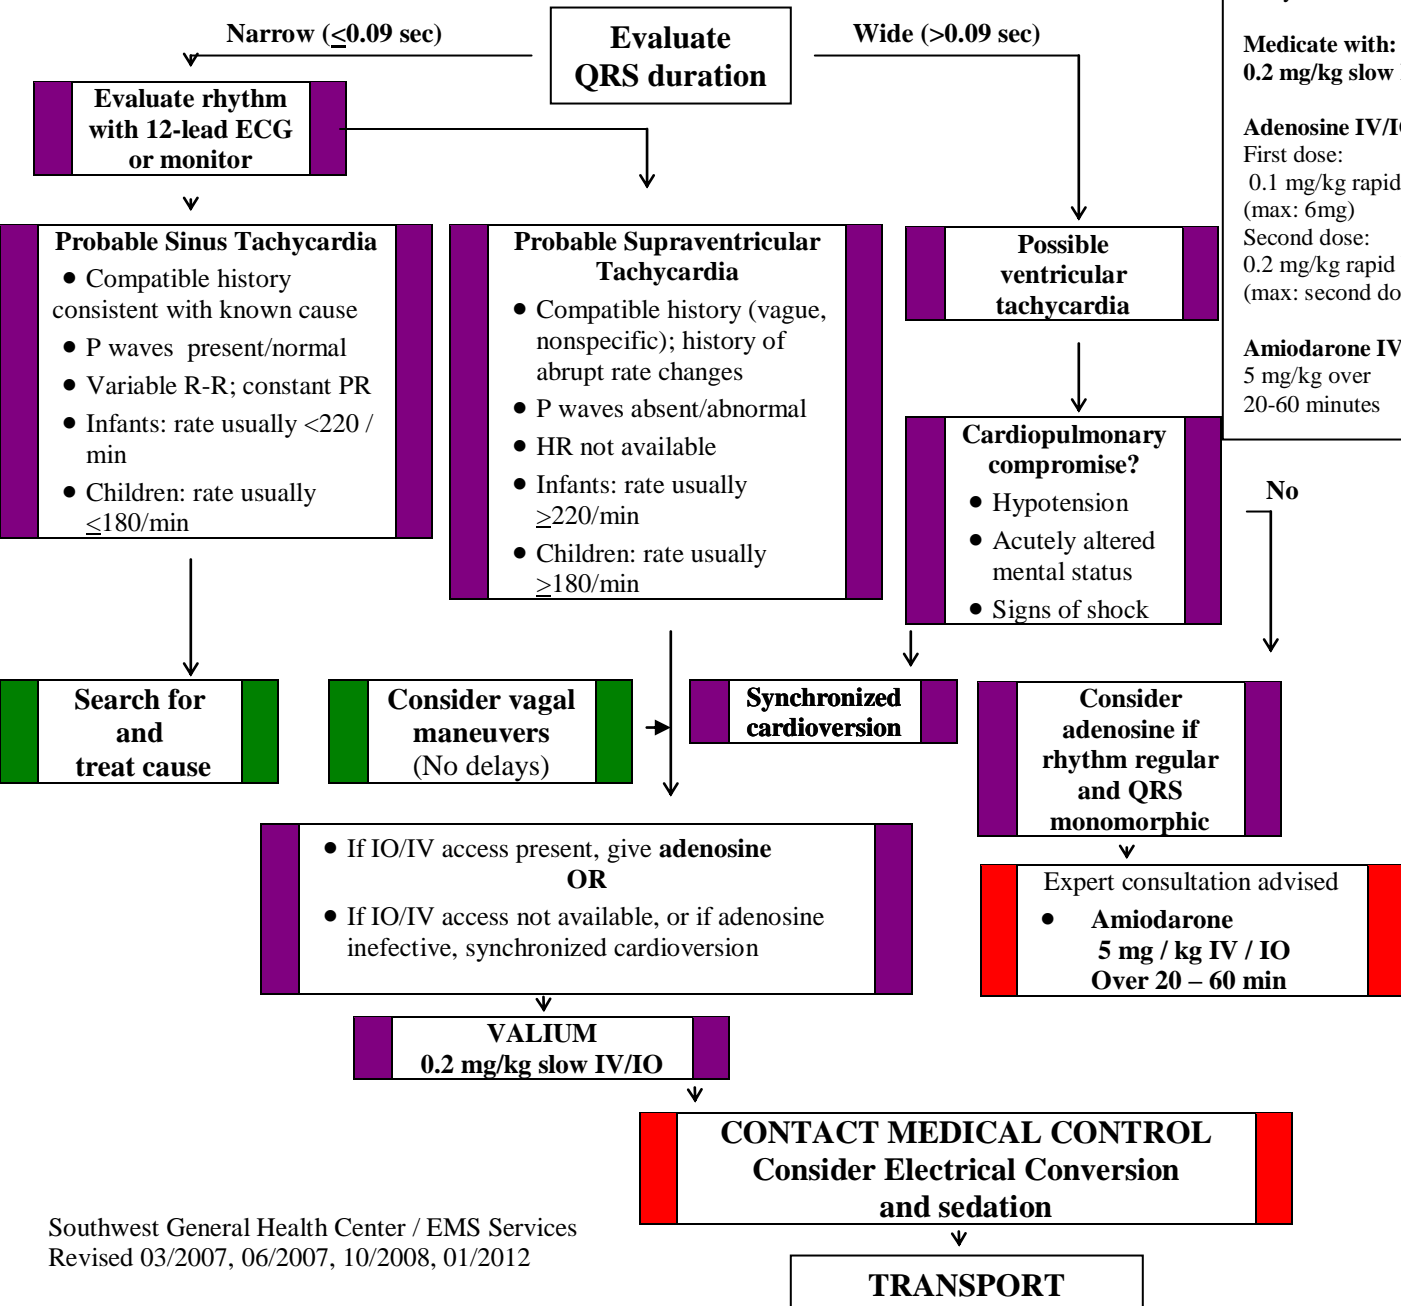 Narrow (≤0.09 sec)
Evaluate
QRS duration
Wide (>0.09 sec)
Medicate with:
0.2 mg/kg slow
Adenosine IV/IO
First dose:
0.1 mg/kg rapid
(max: 6mg)
Second dose:
0.2 mg/kg rapid
(max: second
Amiodarone IV
5 mg/kg over
20-60 minutes
Evaluate rhythm
with 12-lead ECG
or monitor
Probable Sinus Tachycardia
• Compatible history
consistent with known cause
• P waves present/normal
• Variable R-R; constant PR
• Infants: rate usually <220 /
min
• Children: rate usually
≤180/min
Probable Supraventricular
Tachycardia
• Compatible history (vague,
nonspecific); history of
abrupt rate changes
• P waves absent/abnormal
• HR not available
• Infants: rate usually
≥220/min
• Children: rate usually
≥180/min
Possible
ventricular
tachycardia
Cardiopulmonary
compromise?
• Hypotension
• Acutely altered
mental status
• Signs of shock
No
Search for
and
treat cause
Consider vagal
maneuvers
(No delays)
Synchronized
cardioversion
Consider
adenosine if
rhythm regular
and QRS
monomorphic
• If IO/IV access present, give adenosine
OR
• If IO/IV access not available, or if adenosine
inefective, synchronized cardioversion
Expert consultation advised
• Amiodarone
5 mg / kg IV / IO
Over 20 – 60 min
VALIUM
0.2 mg/kg slow IV/IO
CONTACT MEDICAL CONTROL
Consider Electrical Conversion
and sedation
Southwest General Health Center / EMS Services
Revised 03/2007, 06/2007, 10/2008, 01/2012
TRANSPORT